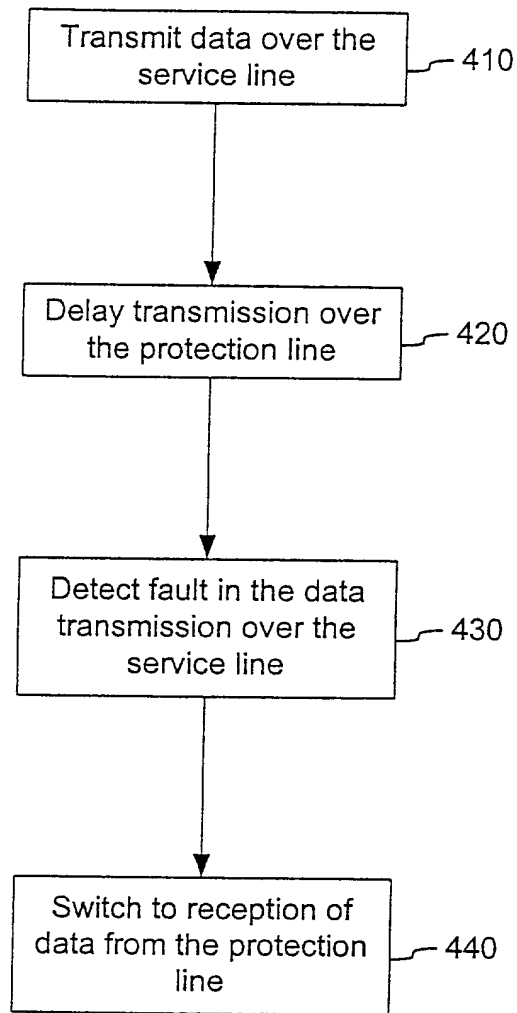 Transmit data over the
service line
410
Delay transmission over
the protection line
420
Detect fault in the data
transmission over the
service line
430
Switch to reception of
data from the protection
line
440